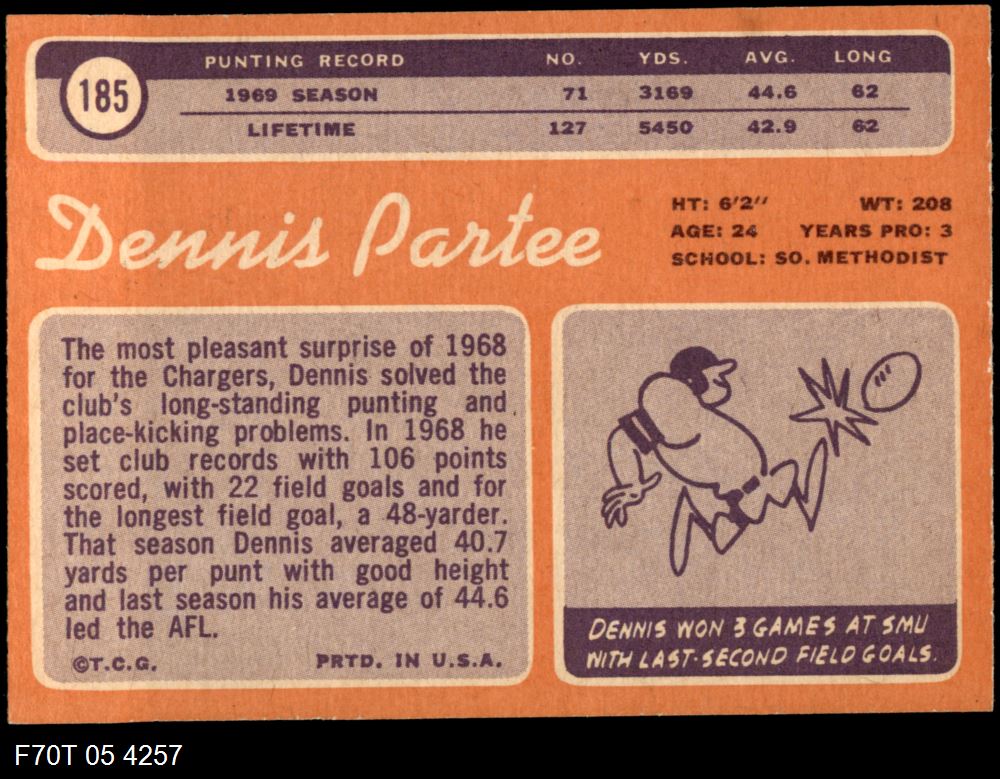 185
PUNTING RECORD NO. YDS. AVG. LONG
1969 SEASON 71 3169 44.6 62
LIFETIME 127 5450 42.9 62
Dennis Partee
HT: 6'2" WT: 208
AGE: 24 YEARS PRO: 3
SCHOOL: SO. METHODIST
The most pleasant surprise of 1968
for the Chargers, Dennis solved the
club's long-standing punting and
place-kicking problems. In 1968 he
set club records with 106 points
scored, with 22 field goals and for
the longest field goal, a 48-yarder.
That season Dennis averaged 40.7
yards per punt with good height
and last season his average of 44.6
led the AFL.
©T.C.G. PRTD. IN U.S.A.
DENNIS WON 3 GAMES AT SMU
WITH LAST-SECOND FIELD GOALS.
F70T 05 4257